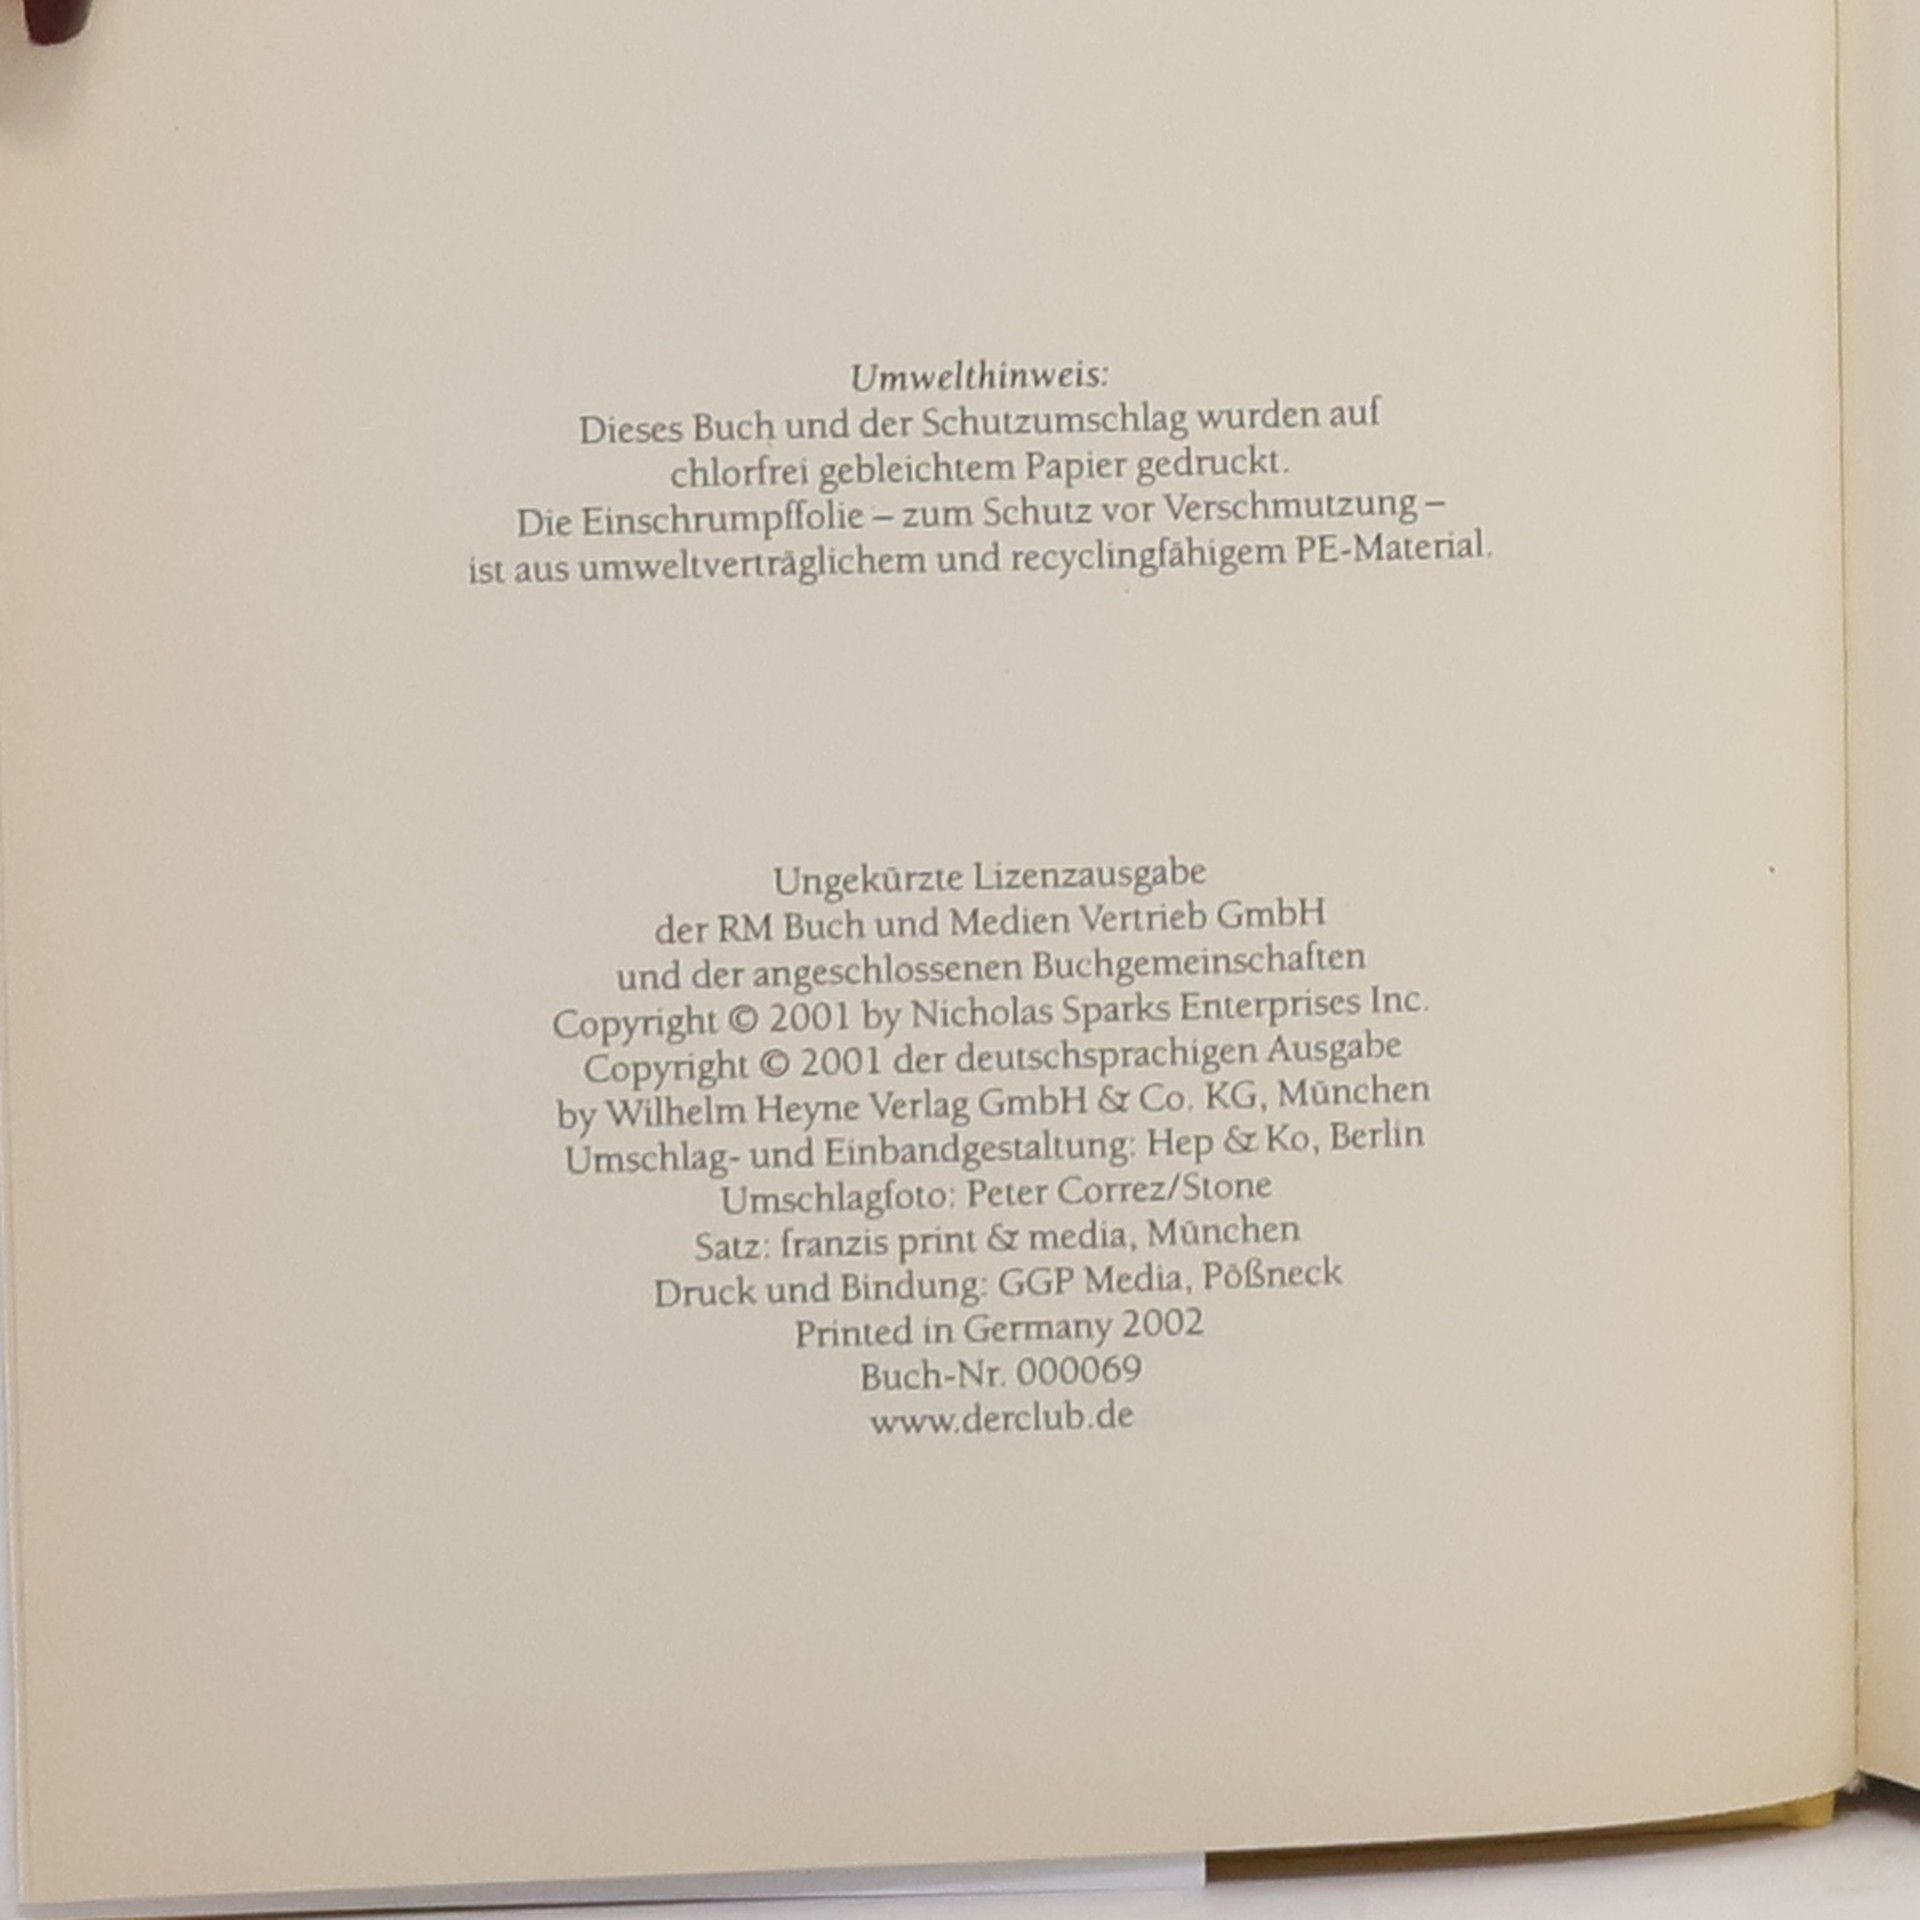 Umwelthinweis:
Dieses Buch und der Schutzumschlag wurden auf
chlorfrei gebleichtem Papier gedruckt.
Die Einschrumpffolie – zum Schutz vor Verschmutzung –
ist aus umweltverträglichem und recyclingfähigem PE-Material.
Ungekürzte Lizenzausgabe
der RM Buch und Medien Vertrieb GmbH
und der angeschlossenen Buchgemeinschaften
Copyright © 2001 by Nicholas Sparks Enterprises Inc.
Copyright © 2001 der deutschsprachigen Ausgabe
by Wilhelm Heyne Verlag GmbH & Co. KG, München
Umschlag- und Einbandgestaltung: Hep & Ko, Berlin
Umschlagfoto: Peter Correz/Stone
Satz: franzis print & media, München
Druck und Bindung: GGP Media, Pößneck
Printed in Germany 2002
Buch-Nr. 000069
www.derclub.de